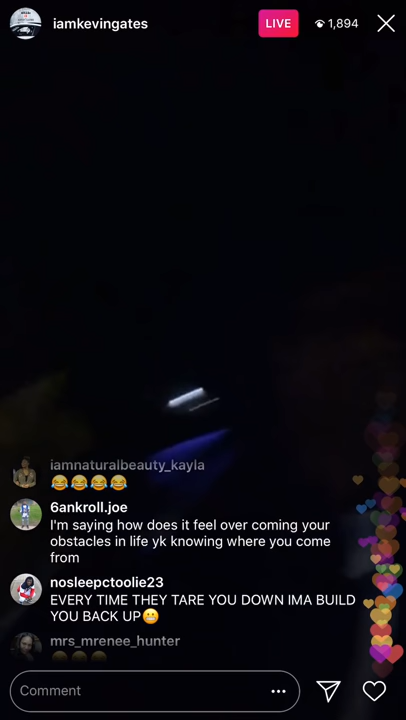 iamkevingates
LIVE
1,894
iamnaturalbeauty_kayla
😂😂😂😂
6ankroll.joe
I'm saying how does it feel over coming your
obstacles in life yk knowing where you come
from
nosleepctoolie23
EVERY TIME THEY TARE YOU DOWN IMA BUILD
YOU BACK UP😬
mrs_mrenee_hunter
😂😂😂
Comment